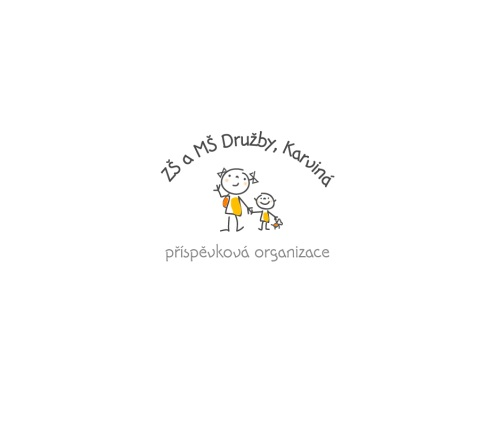 ZŠ a MŠ Družby, Karviná
příspěvková organizace